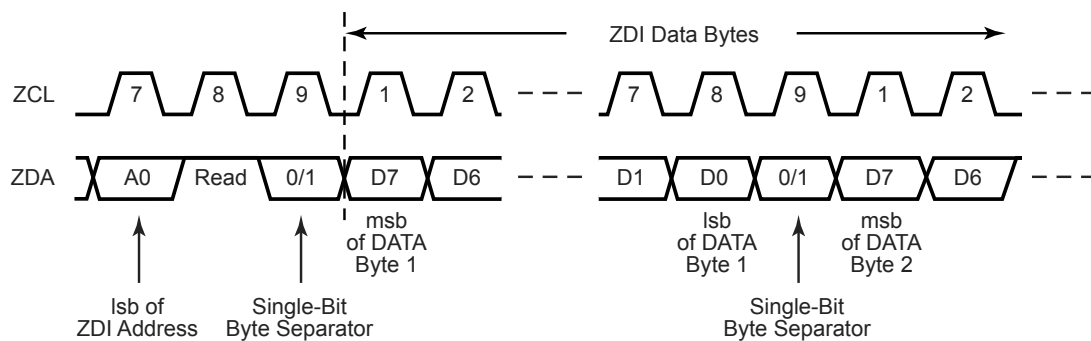 ZDI Data Bytes
ZCL 7 8 9 1 2 7 8 9 1 2
ZDA A0 Read 0/1 D7 D6 D1 D0 0/1 D7 D6
msb
of DATA
Byte 1
lsb
of DATA
Byte 1
msb
of DATA
Byte 2
lsb of
ZDI Address
Single-Bit
Byte Separator
Single-Bit
Byte Separator